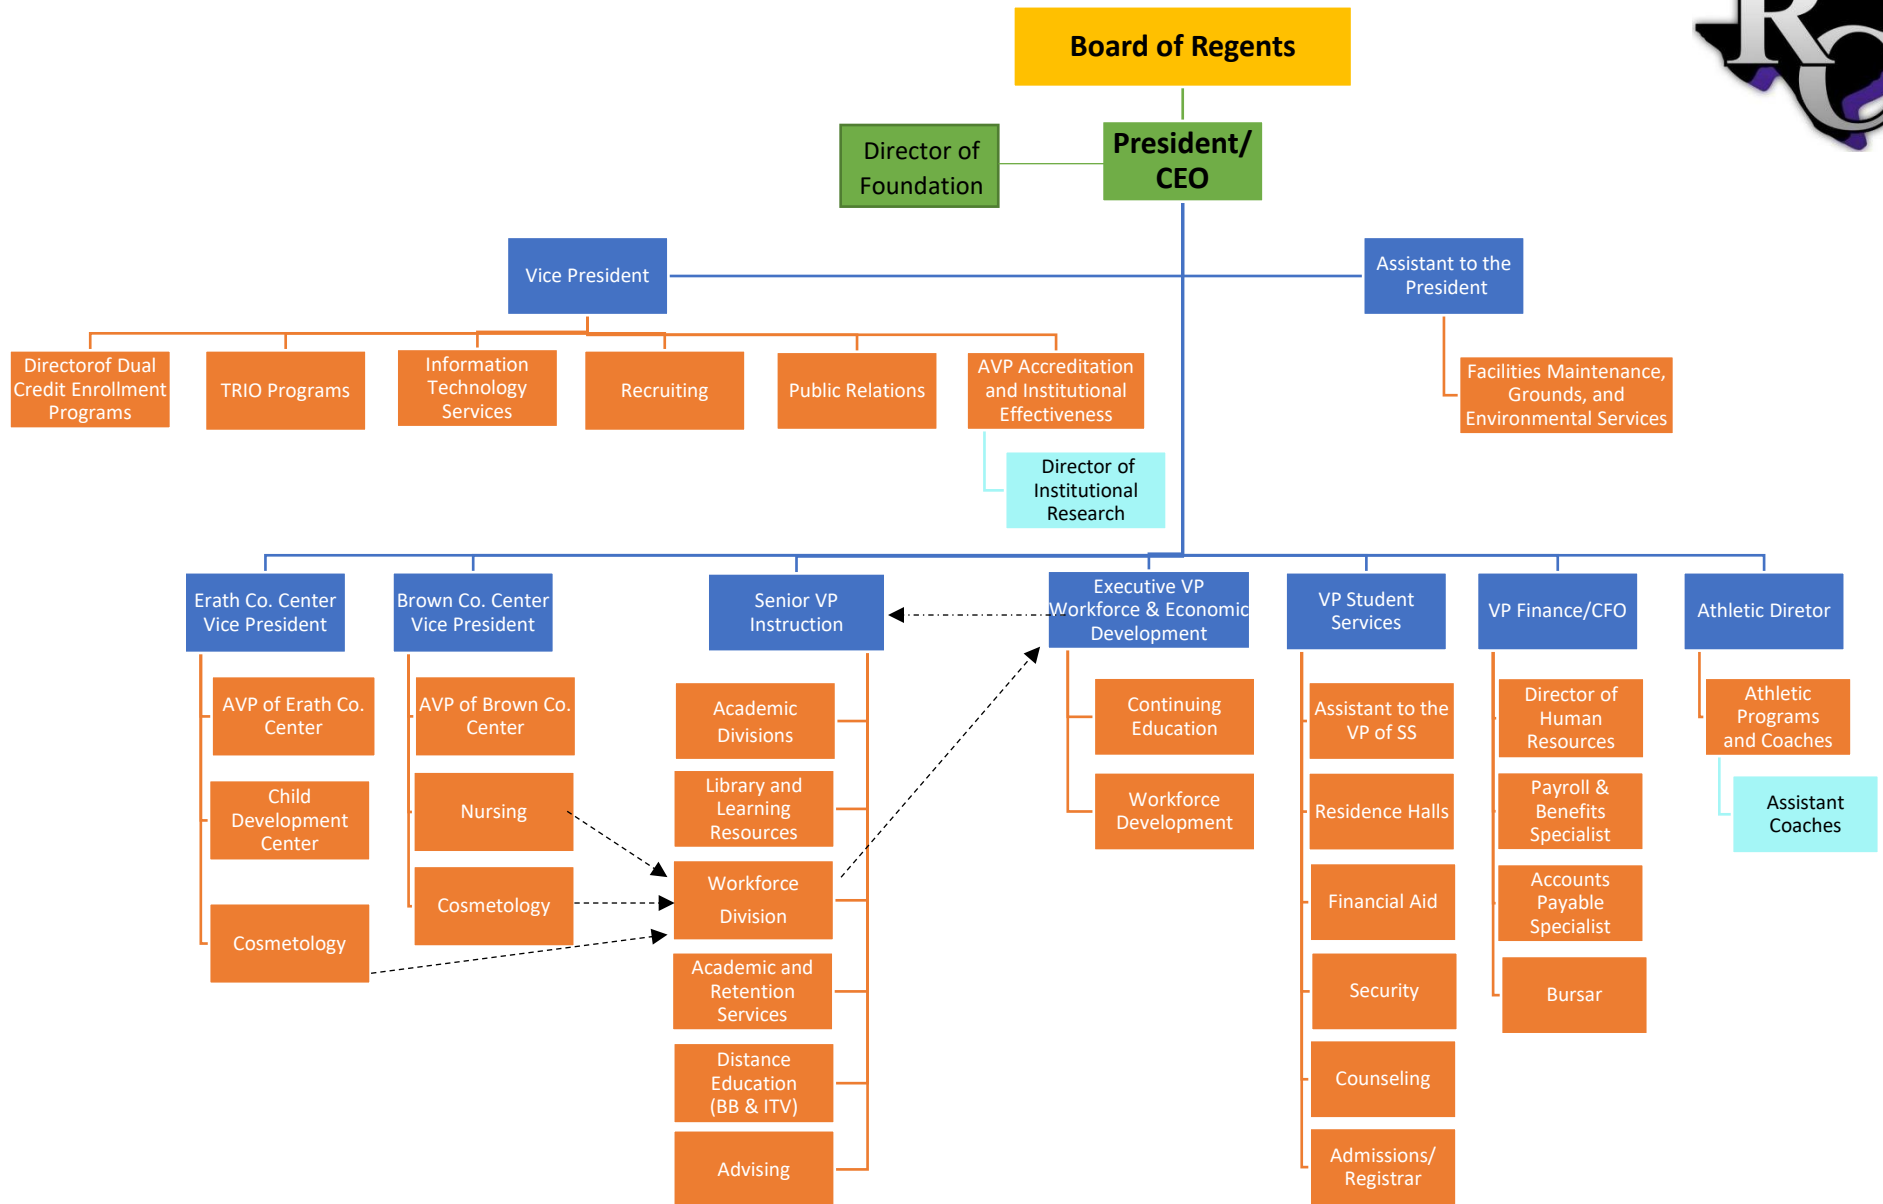 Board of Regents
RC
Director of
Foundation
President/
CEO
Vice President
Assistant to the
President
Directorof Dual
Credit Enrollment
Programs
TRIO Programs
Information
Technology
Services
Recruiting
Public Relations
AVP Accreditation
and Institutional
Effectiveness
Facilities Maintenance,
Grounds, and
Environmental Services
Director of
Institutional
Research
Erath Co. Center
Vice President
Brown Co. Center
Vice President
Senior VP
Instruction
Executive VP
Workforce & Economic
Development
VP Student
Services
VP Finance/CFO
Athletic Diretor
AVP of Erath Co.
Center
Child
Development
Center
Cosmetology
AVP of Brown Co.
Center
Nursing
Cosmetology
Academic
Divisions
Library and
Learning
Resources
Workforce
Division
Academic and
Retention
Services
Distance
Education
(BB & ITV)
Advising
Continuing
Education
Workforce
Development
Assistant to the
VP of SS
Residence Halls
Financial Aid
Security
Counseling
Admissions/
Registrar
Director of
Human
Resources
Payroll &
Benefits
Specialist
Accounts
Payable
Specialist
Bursar
Athletic
Programs
and Coaches
Assistant
Coaches